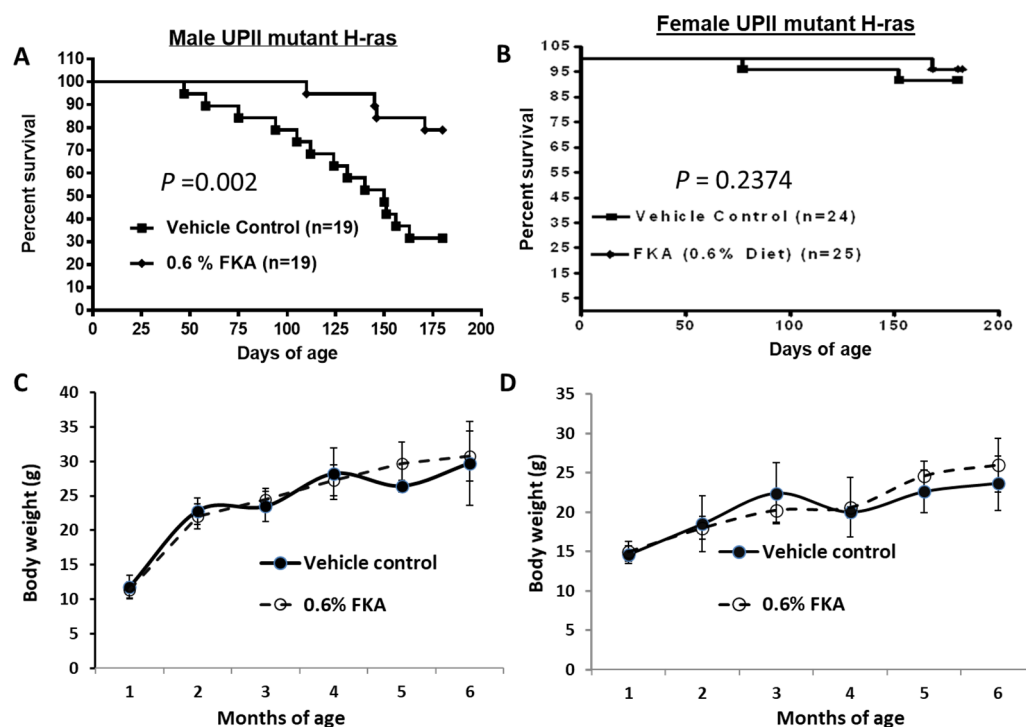 A
Male UPII mutant H-ras
Percent survival
110
100
90
80
70
60
50
40
30
20
10
0
P =0.002
Vehicle Control (n=19)
0.6 % FKA (n=19)
0 25 50 75 100 125 150 175 200
Days of age
B
Female UPII mutant H-ras
Percent survival
105
95
85
75
65
55
45
35
25
15
5
P = 0.2374
Vehicle Control (n=24)
FKA (0.6% Diet) (n=25)
0 50 100 150 200
Days of age
C
Body weight (g)
40
35
30
25
20
15
10
5
0
Vehicle control
0.6% FKA
1 2 3 4 5 6
Months of age
D
Body weight (g)
35
30
25
20
15
10
5
0
Vehicle control
0.6% FKA
1 2 3 4 5 6
Months of age